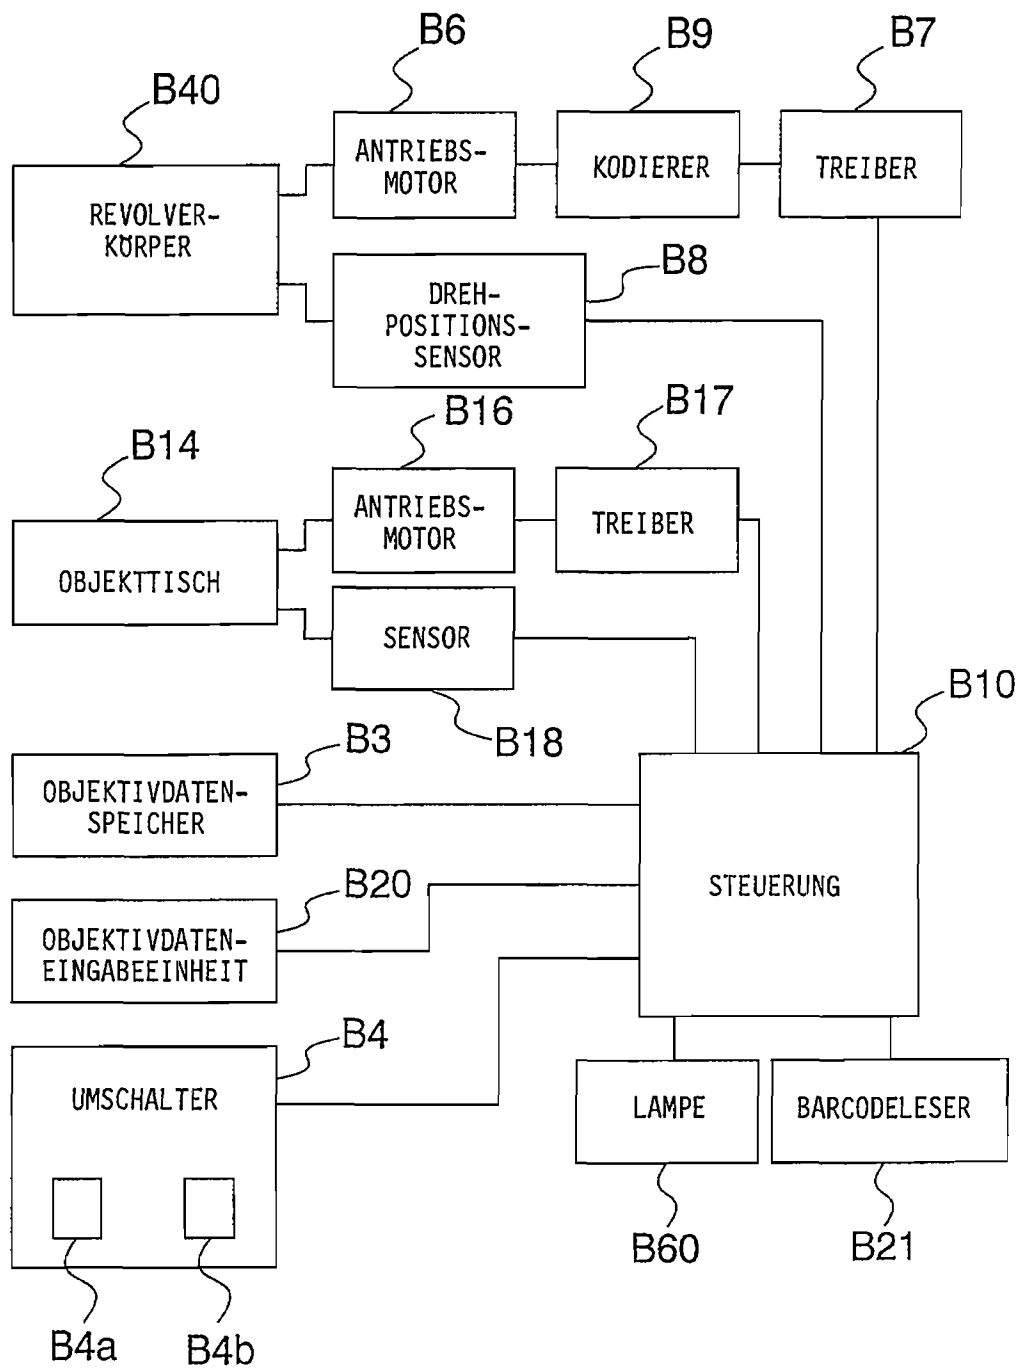 B6
B9
B7
B40
ANTRIEBS-
MOTOR
KODIERER
TREIBER
REVOLVER-
KÖRPER
B8
DREH-
POSITIONS-
SENSOR
B16
B17
B14
ANTRIEBS-
MOTOR
TREIBER
OBJEKTTISCH
SENSOR
B10
B18
B3
OBJEKTIVDATEN-
SPEICHER
STEUERUNG
B20
OBJEKTIVDATEN-
EINGABEEINHEIT
B4
UMSCHALTER
LAMPE
BARCODELESER
B60
B21
B4a
B4b